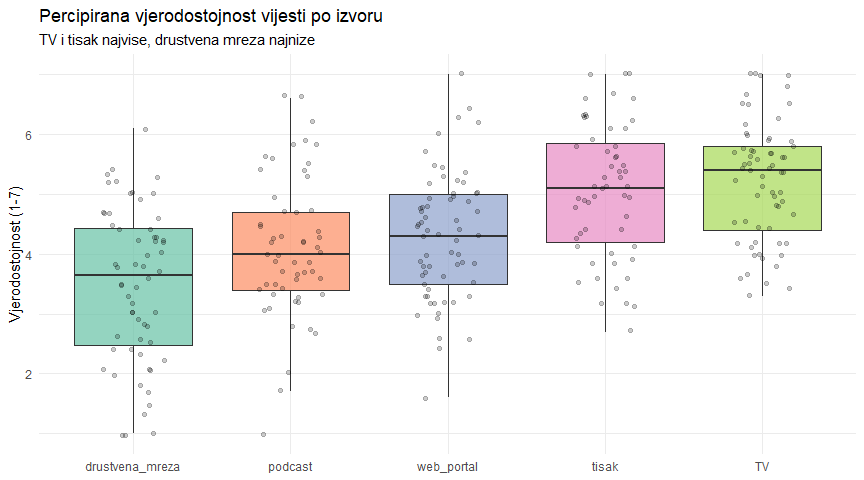 Percipirana vjerodostojnost vijesti po izvoru
TV i tisak najvise, drustvena mreza najnize
Vjerodostojnost (1-7)
6
4
2
drustvena_mreza
podcast
web_portal
tisak
TV